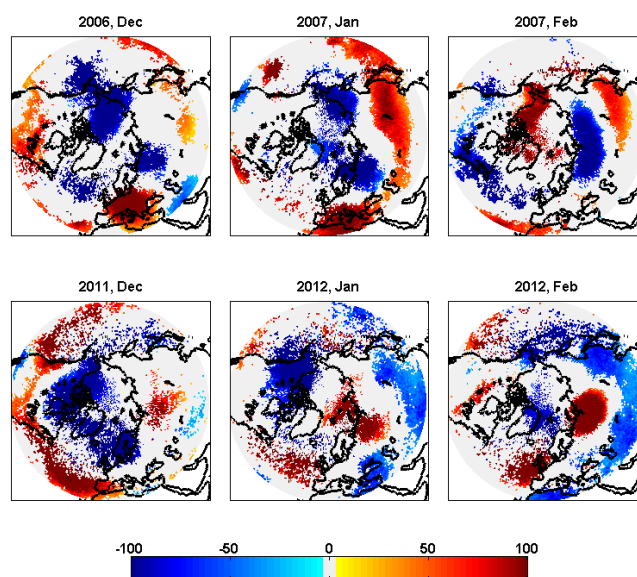 2006, Dec
2007, Jan
2007, Feb
2011, Dec
2012, Jan
2012, Feb
-100 -50 0 50 100